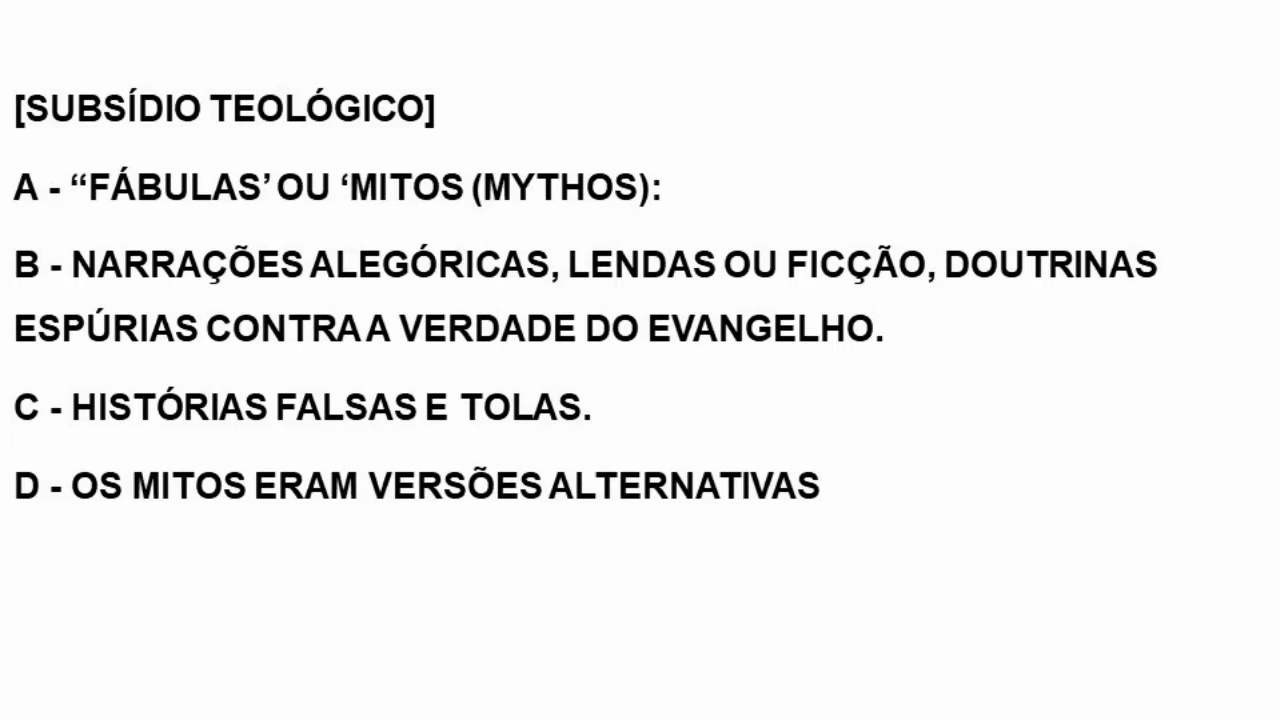 [SUBSÍDIO TEOLÓGICO]
A - “FÁBULAS’ OU ‘MITOS (MYTHOS):
B - NARRAÇÕES ALEGÓRICAS, LENDAS OU FICÇÃO, DOUTRINAS
ESPÚRIAS CONTRA A VERDADE DO EVANGELHO.
C - HISTÓRIAS FALSAS E TOLAS.
D - OS MITOS ERAM VERSÕES ALTERNATIVAS